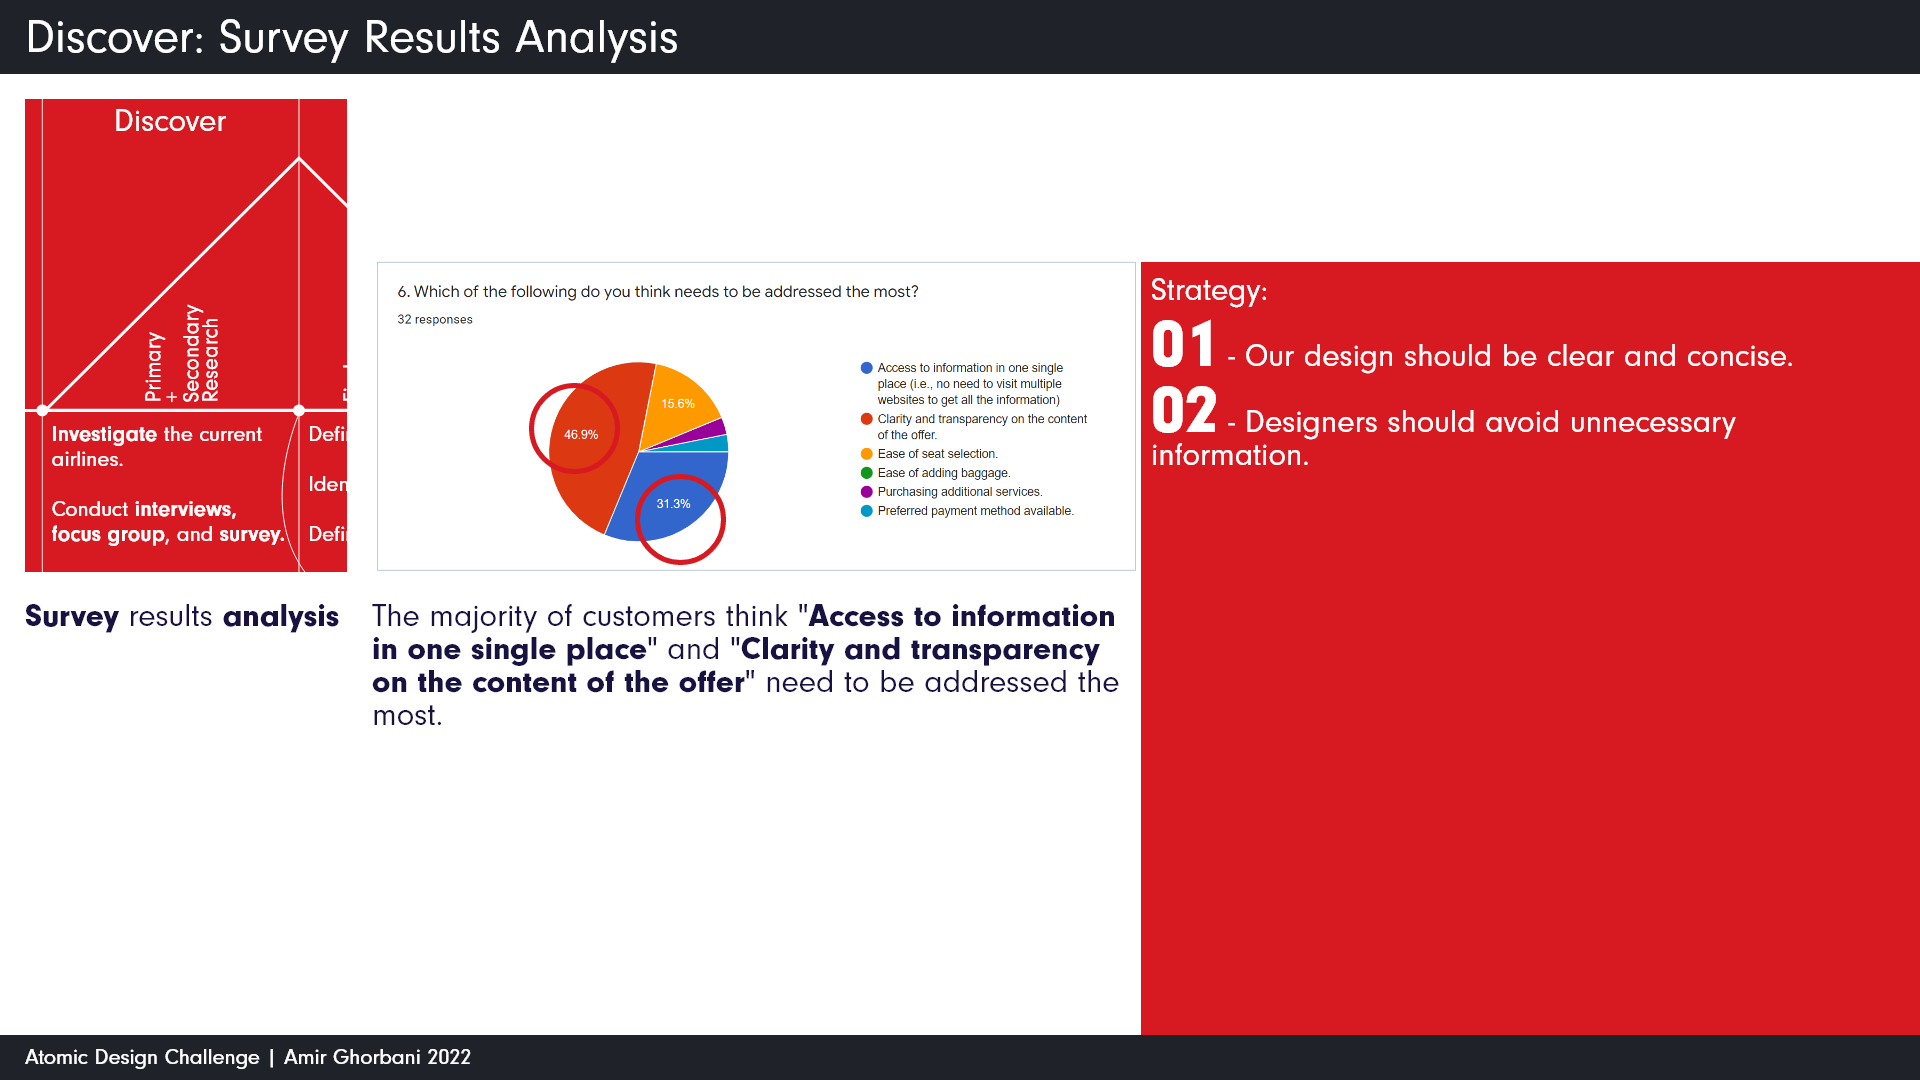 Discover: Survey Results Analysis
Discover
Primary
+
Secondary
Research
Investigate the current
airlines.
Conduct interviews,
focus group, and survey.
Survey results analysis
6. Which of the following do you think needs to be addressed the most?
32 responses
46.9%
15.6%
31.3%
Access to information in one single
place (i.e., no need to visit multiple
websites to get all the information)
Clarity and transparency on the content
of the offer.
Ease of seat selection.
Ease of adding baggage.
Purchasing additional services.
Preferred payment method available.
The majority of customers think "Access to information
in one single place" and "Clarity and transparency
on the content of the offer" need to be addressed the
most.
Strategy:
01 - Our design should be clear and concise.
02 - Designers should avoid unnecessary
information.
Atomic Design Challenge | Amir Ghorbani 2022